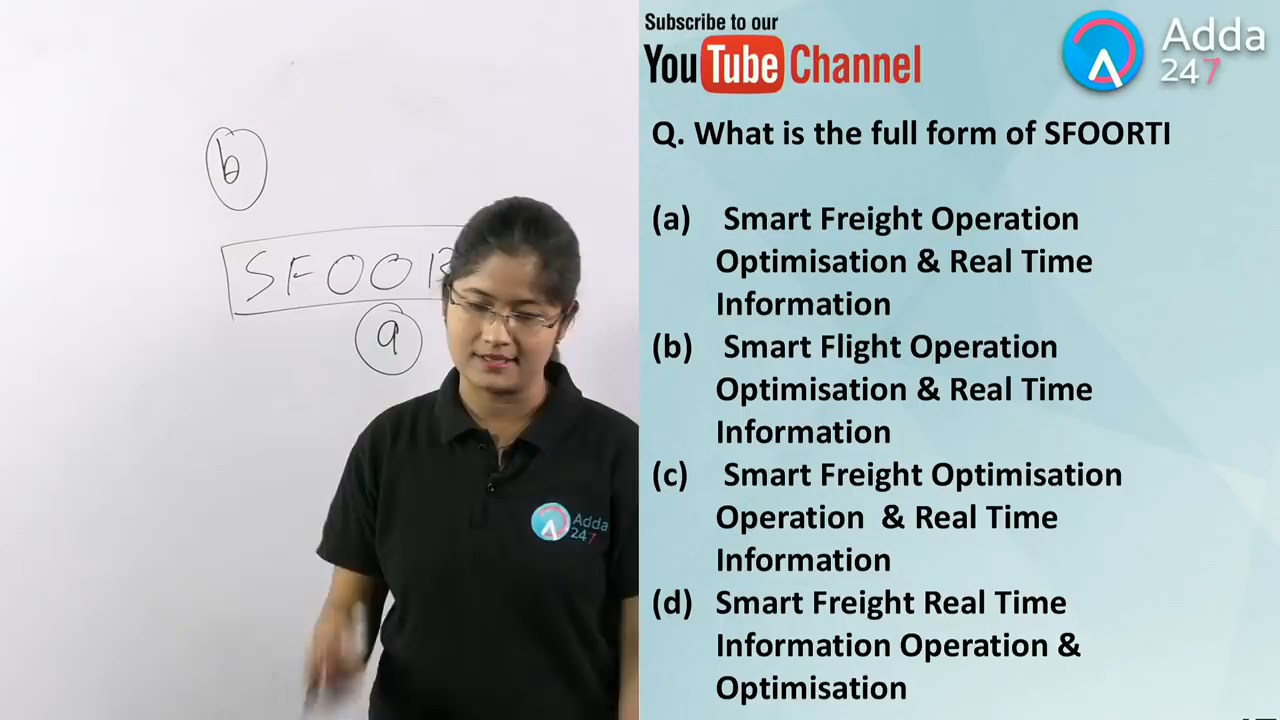 b
SFOOR
a
Subscribe to our
YouTube Channel
Adda
247
Q. What is the full form of SFOORTI
(a) Smart Freight Operation
Optimisation & Real Time
Information
(b) Smart Flight Operation
Optimisation & Real Time
Information
(c) Smart Freight Optimisation
Operation & Real Time
Information
(d) Smart Freight Real Time
Information Operation &
Optimisation
Adda
247